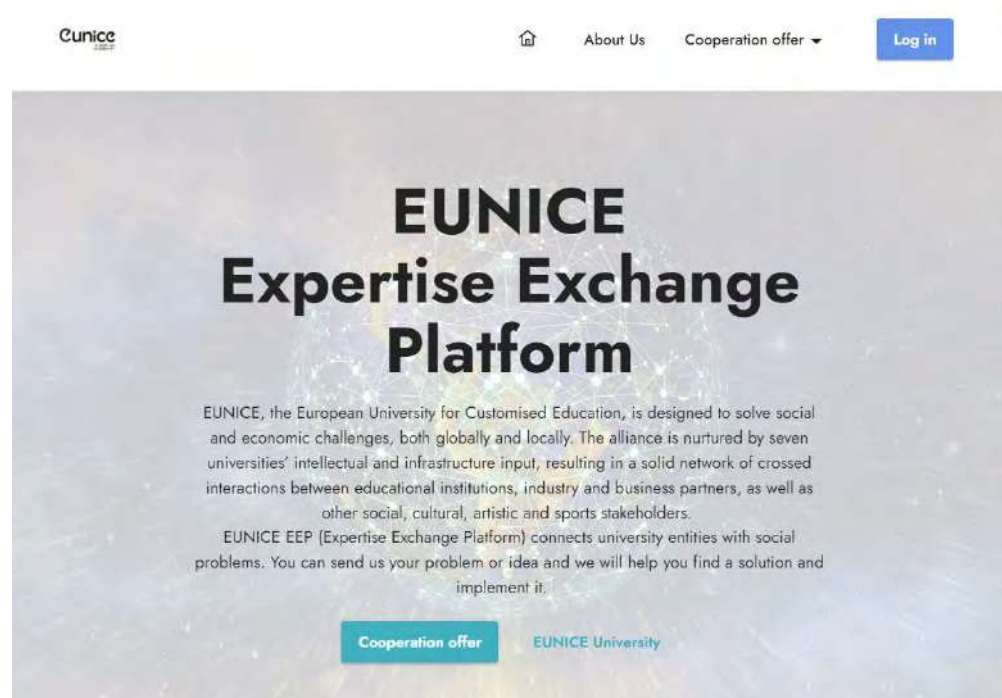 eunice
About Us
Cooperation offer
Log in
EUNICE
Expertise Exchange
Platform
EUNICE, the European University for Customised Education, is designed to solve social
and economic challenges, both globally and locally. The alliance is nurtured by seven
universities' intellectual and infrastructure input, resulting in a solid network of crossed
interactions between educational institutions, industry and business partners, as well as
other social, cultural, artistic and sports stakeholders.
EUNICE EEP (Expertise Exchange Platform) connects university entities with social
problems. You can send us your problem or idea and we will help you find a solution and
implement it.
Cooperation offer
EUNICE University